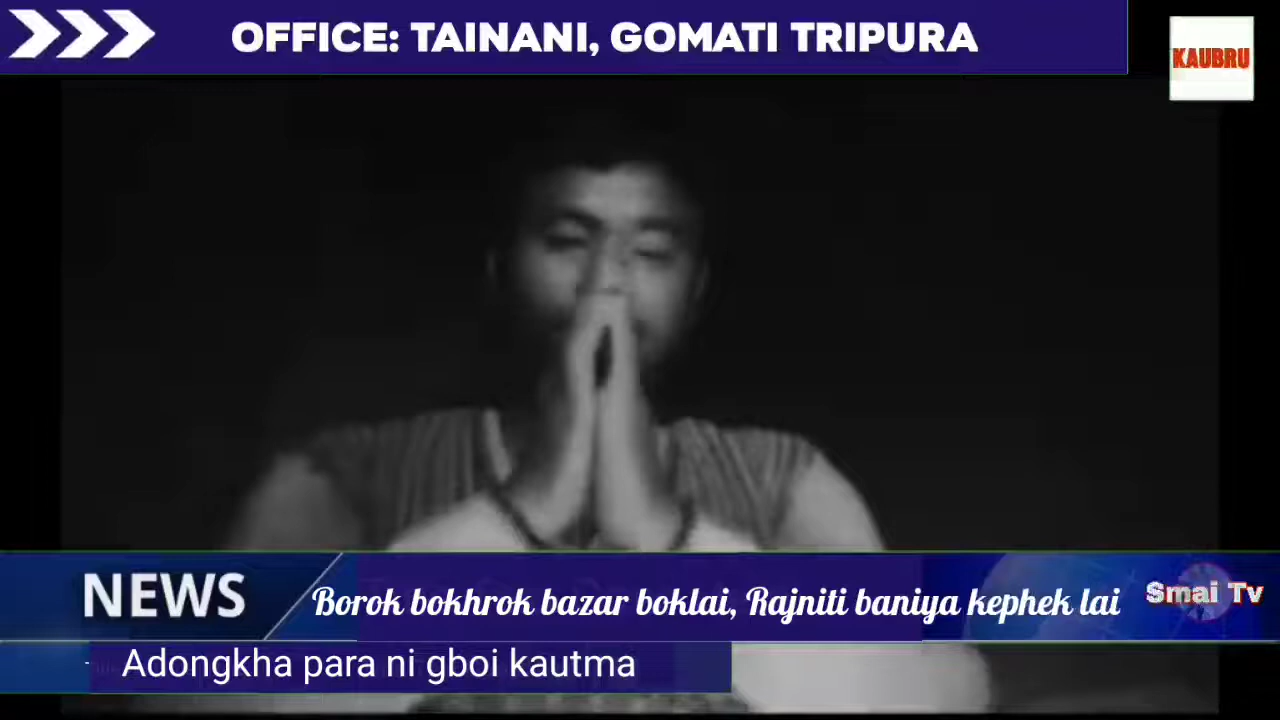 OFFICE: TAINANI, GOMATI TRIPURA
KAUBRU
NEWS
Borok bokhrok bazar boklai, Rajniti baniya kephek lai
Smai Tv
Adongkha para ni gboi kautma